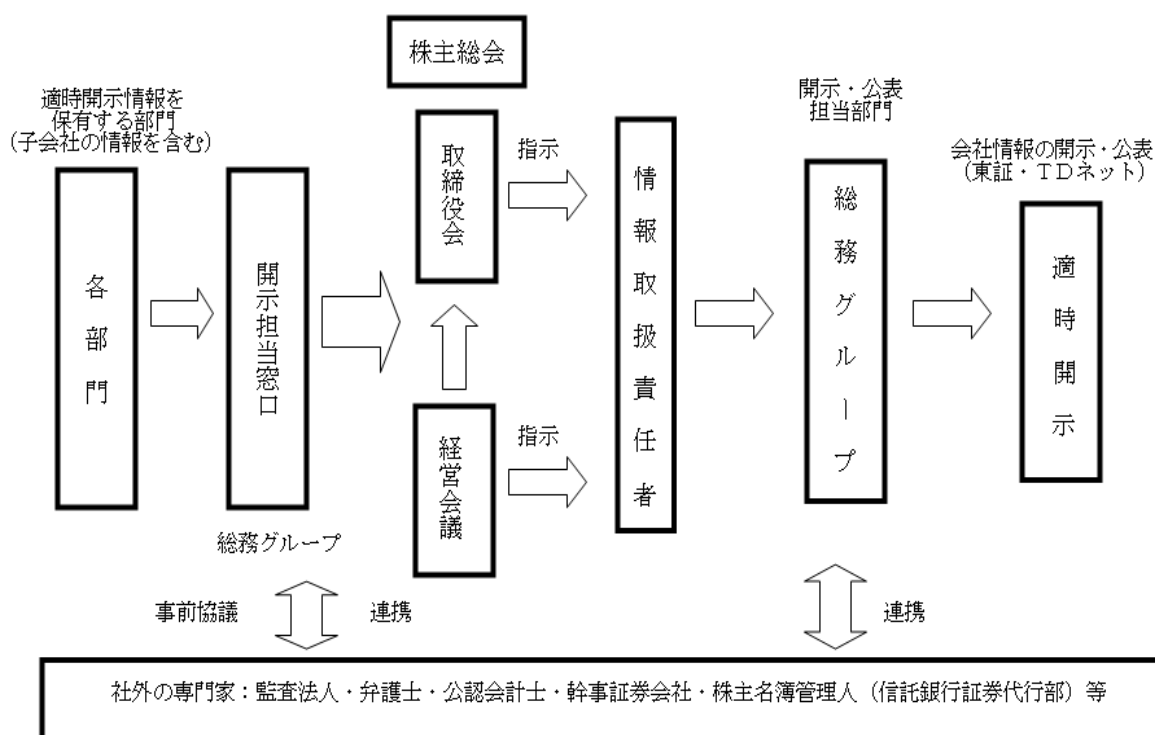 株主総会
適時開示情報を
保有する部門
（子会社の情報を含む）
各部門
開示担当窓口
総務グループ
取締役会
経営会議
指示
指示
情報取扱責任者
開示・公表
担当部門
総務グループ
会社情報の開示・公表
（東証・ＴＤネット）
適時開示
事前協議
連携
連携
社外の専門家：監査法人・弁護士・公認会計士・幹事証券会社・株主名簿管理人（信託銀行証券代行部）等